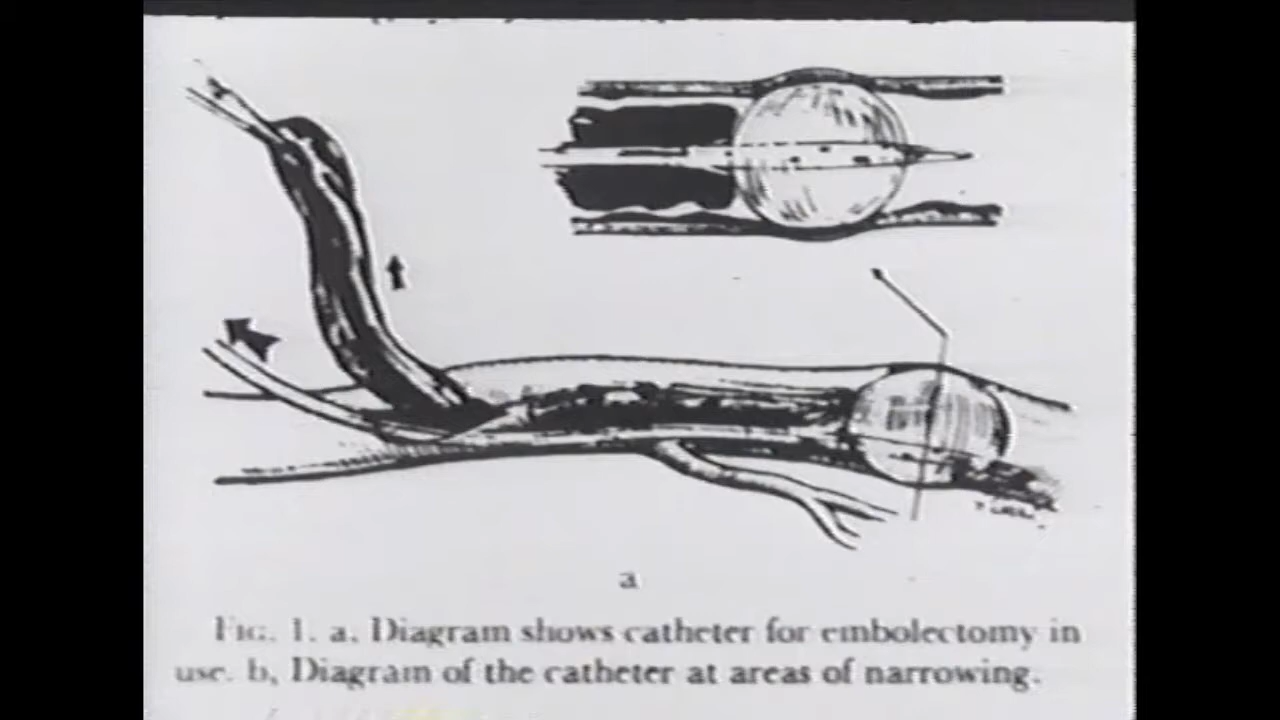 a
FIG. 1. a. Diagram shows catheter for embolectomy in
use. b, Diagram of the catheter at areas of narrowing.